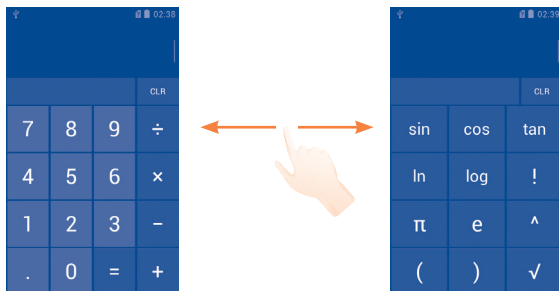 02:38
CLR
7 8 9 ÷
4 5 6 ×
1 2 3 −
. 0 = +
02:39
CLR
sin cos tan
ln log !
π e ^
( ) √